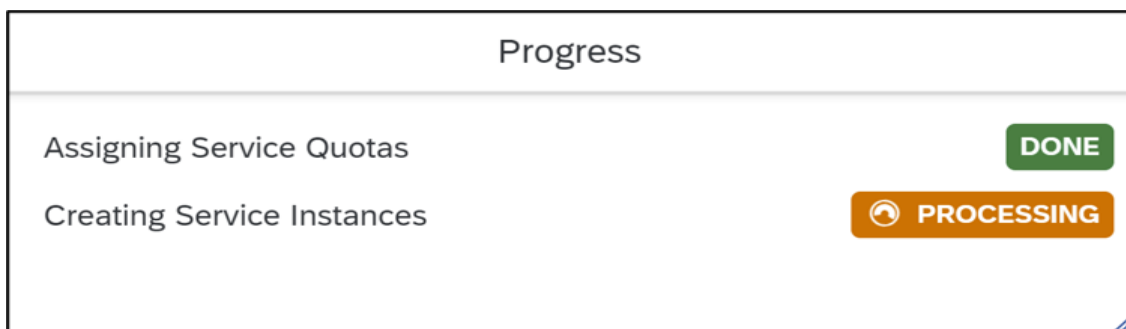 Progress
Assigning Service Quotas DONE
Creating Service Instances PROCESSING